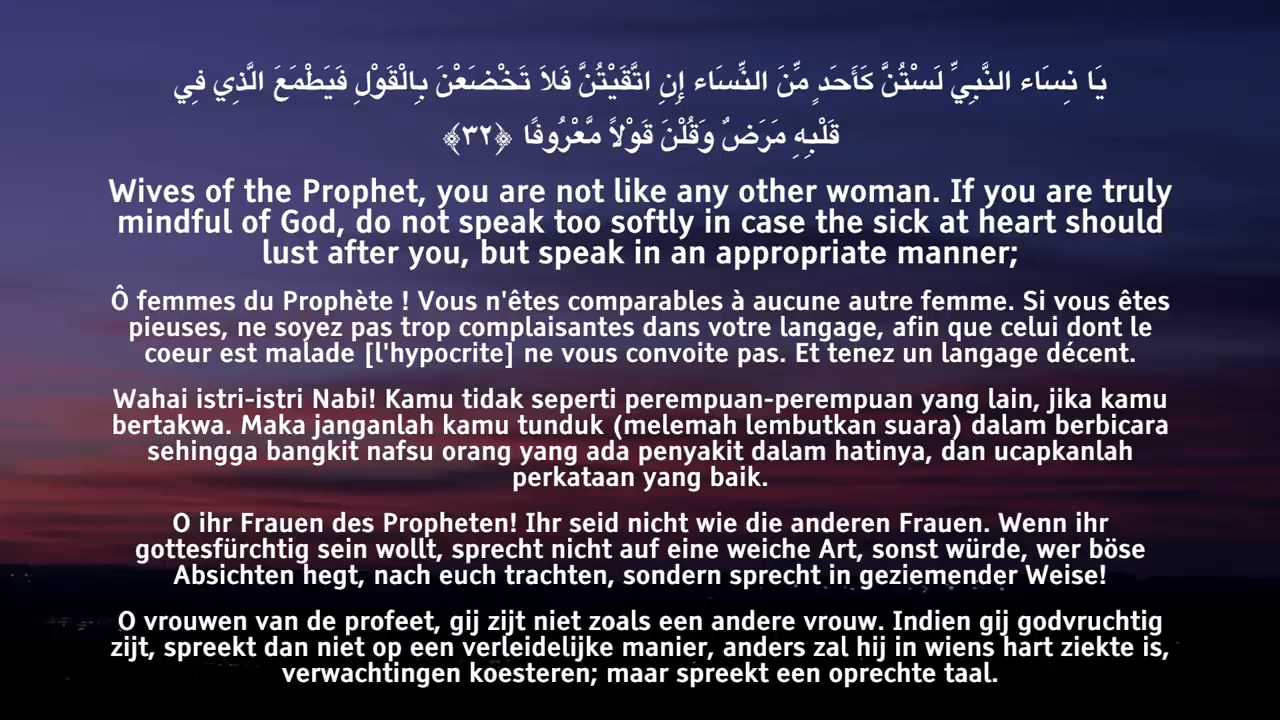 يَا نِسَاء النَّبِيِّ لَسْتُنَّ كَأَحَدٍ مِّنَ النِّسَاء إِنِ اتَّقَيْتُنَّ فَلَا تَخْضَعْنَ بِالْقَوْلِ فَيَطْمَعَ الَّذِي فِي
قَلْبِهِ مَرَضٌ وَقُلْنَ قَوْلًا مَّعْرُوفًا ﴿٣٢﴾
Wives of the Prophet, you are not like any other woman. If you are truly
mindful of God, do not speak too softly in case the sick at heart should
lust after you, but speak in an appropriate manner;
Ô femmes du Prophète ! Vous n'êtes comparables à aucune autre femme. Si vous êtes
pieuses, ne soyez pas trop complaisantes dans votre langage, afin que celui dont le
coeur est malade [l'hypocrite] ne vous convoite pas. Et tenez un langage décent.
Wahai istri-istri Nabi! Kamu tidak seperti perempuan-perempuan yang lain, jika kamu
bertakwa. Maka janganlah kamu tunduk (melemah lembutkan suara) dalam berbicara
sehingga bangkit nafsu orang yang ada penyakit dalam hatinya, dan ucapkanlah
perkataan yang baik.
O ihr Frauen des Propheten! Ihr seid nicht wie die anderen Frauen. Wenn ihr
gottesfürchtig sein wollt, sprecht nicht auf eine weiche Art, sonst würde, wer böse
Absichten hegt, nach euch trachten, sondern sprecht in geziemender Weise!
O vrouwen van de profeet, gij zijt niet zoals een andere vrouw. Indien gij godvruchtig
zijt, spreekt dan niet op een verleidelijke manier, anders zal hij in wiens hart ziekte is,
verwachtingen koesteren; maar spreekt een oprechte taal.